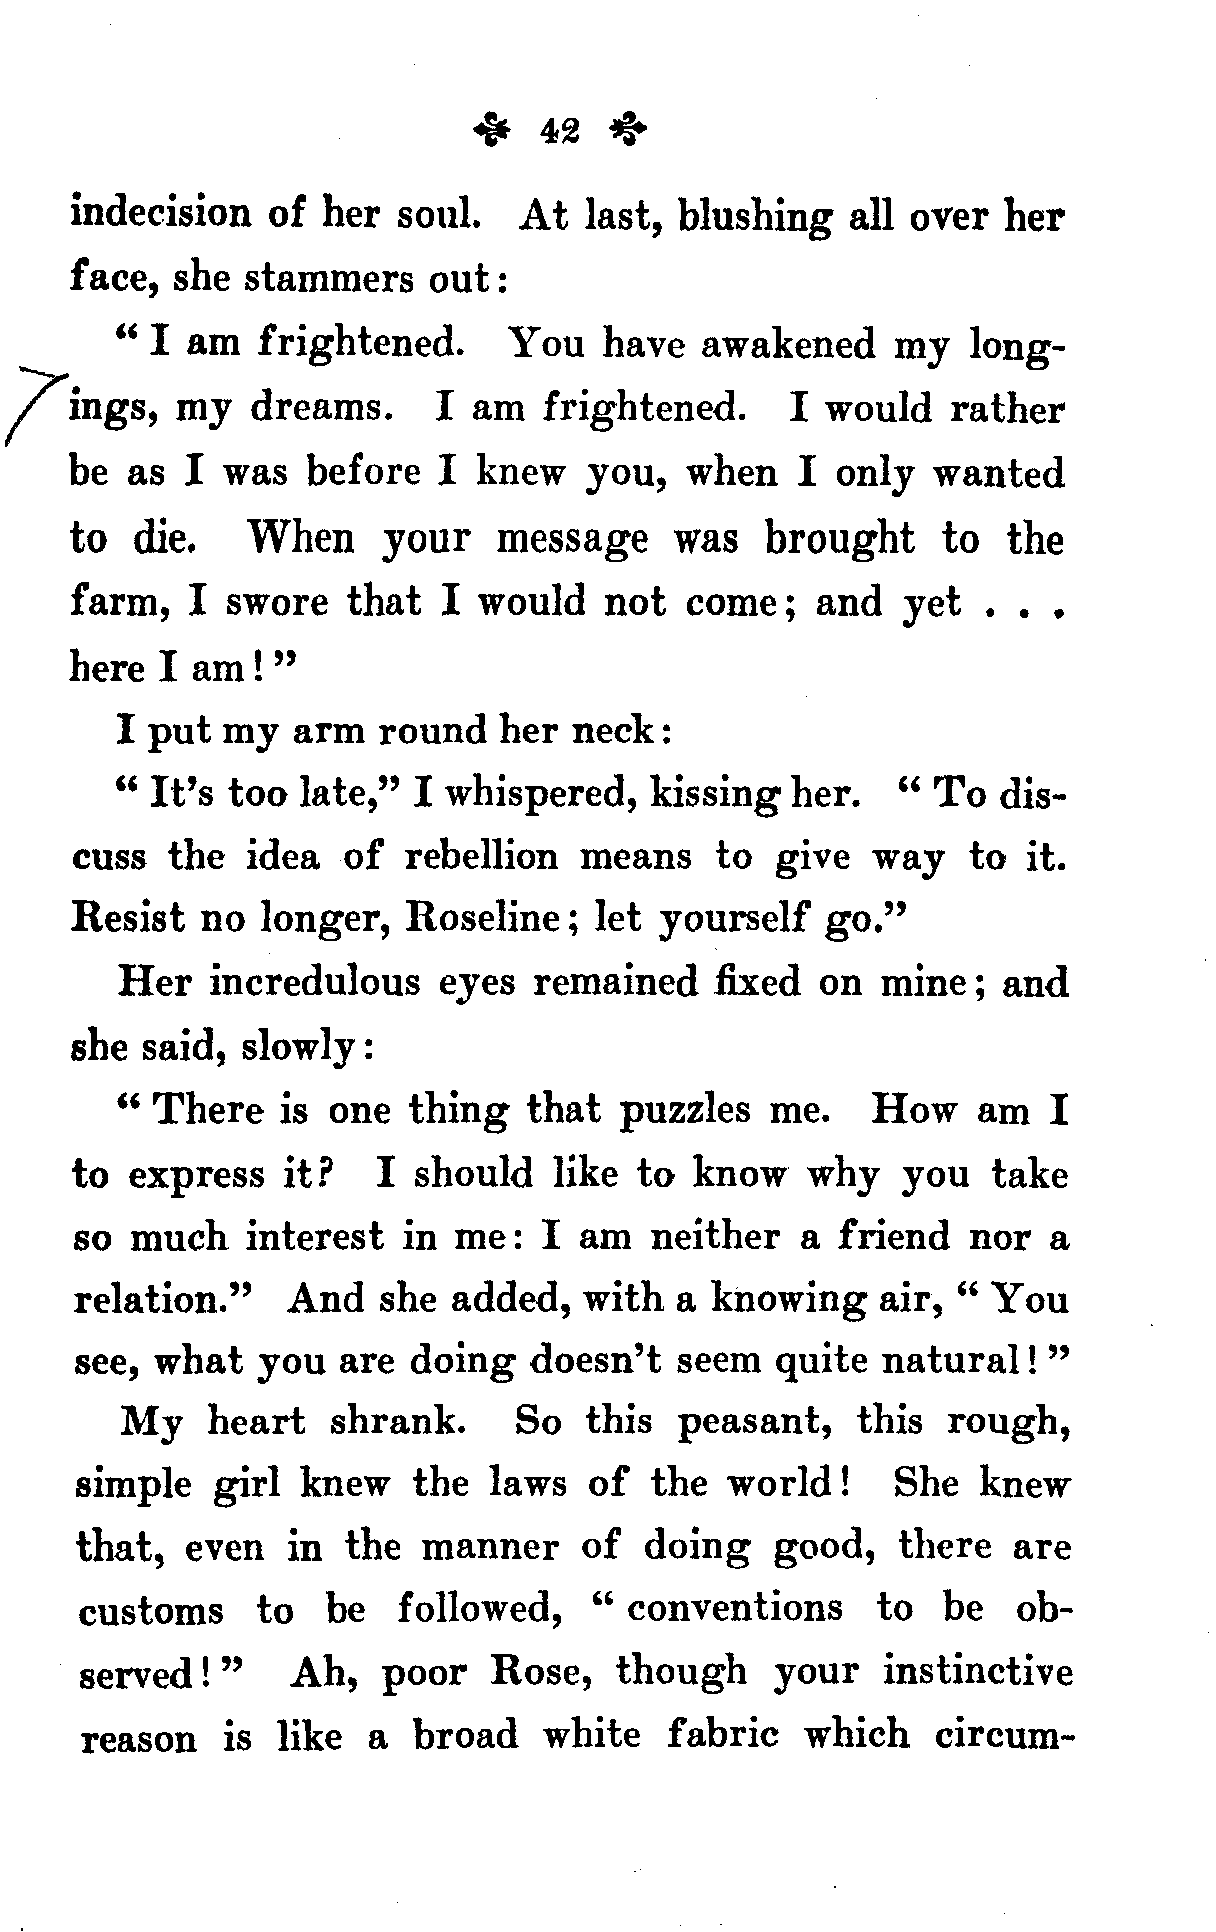 42
indecision of her soul. At last, blushing all over her
face, she stammers out:
" I am frightened. You have awakened my long-
ings, my dreams. I am frightened. I would rather
be as I was before I knew you, when I only wanted
to die. When your message was brought to the
farm, I swore that I would not come; and yet . . .
here I am! "
I put my arm round her neck:
" It's too late," I whispered, kissing her. " To dis-
cuss the idea of rebellion means to give way to it.
Resist no longer, Roseline; let yourself go."
Her incredulous eyes remained fixed on mine; and
she said, slowly:
" There is one thing that puzzles me. How am I
to express it? I should like to know why you take
so much interest in me: I am neither a friend nor a
relation." And she added, with a knowing air, " You
see, what you are doing doesn't seem quite natural! "
My heart shrank. So this peasant, this rough,
simple girl knew the laws of the world! She knew
that, even in the manner of doing good, there are
customs to be followed, " conventions to be ob-
served! " Ah, poor Rose, though your instinctive
reason is like a broad white fabric which circum-